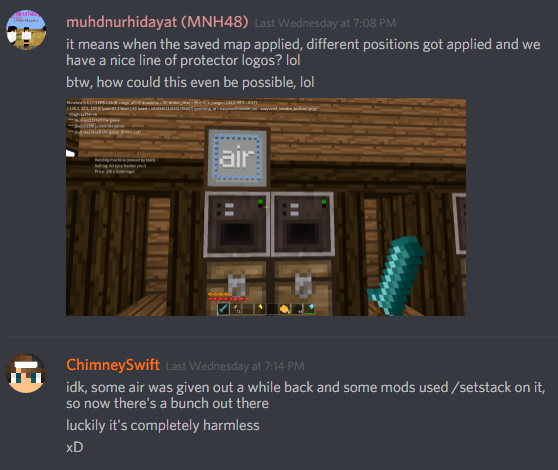 muhdnurhidayat (MNH48) Last Wednesday at 7:08 PM
it means when the saved map applied, different positions got applied and we
have a nice line of protector logos? lol
btw, how could this even be possible, lol
air
ChimneySwift Last Wednesday at 7:14 PM
idk, some air was given out a while back and some mods used /setstack on it,
so now there's a bunch out there
luckily it's completely harmless
xD